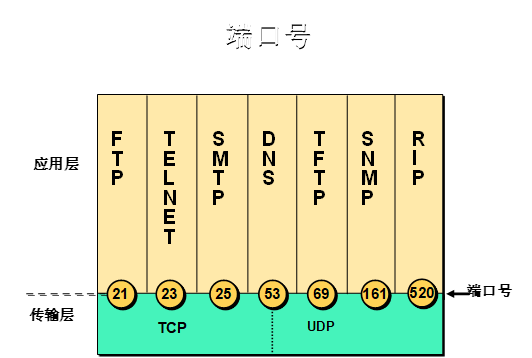 端口号
应用层
FTP
TELNET
SMTP
DNS
TFTP
SNMP
RIP
21
23
25
53
69
161
520
端口号
传输层
TCP
UDP